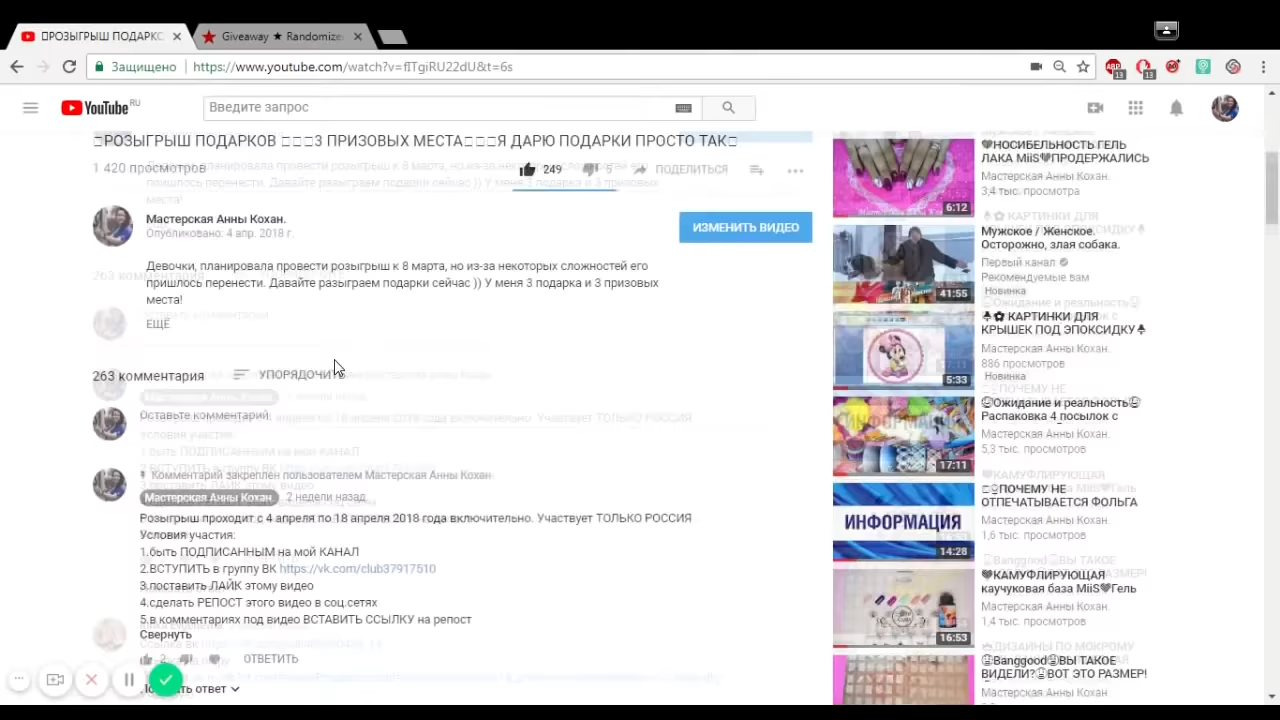 РОЗЫГРЫШ ПОДАРКС
Giveaway ★ Randomize
Защищено
https://www.youtube.com/watch?v=fITgiRU22dU&t=6s
13
13
YouTube RU
Введите запрос
РОЗЫГРЫШ ПОДАРКОВ 3 ПРИЗОВЫХ МЕСТА Я ДАРЮ ПОДАРКИ ПРОСТО ТАК
1 420 просмотров
249
5
ПОДЕЛИТЬСЯ
Мастерская Анны Кохан.
Опубликовано: 4 апр. 2018 г.
ИЗМЕНИТЬ ВИДЕО
Девочки, планировала провести розыгрыш к 8 марта, но из-за некоторых сложностей его
пришлось перенести. Давайте разыграем подарки сейчас )) У меня 3 подарка и 3 призовых
места!
ЕЩЁ
263 комментария
УПОРЯДОЧИ
Оставьте комментарий
Комментарий закреплен пользователем Мастерская Анны Кохан.
Мастерская Анны Кохан.
2 недели назад
Розыгрыш проходит с 4 апреля по 18 апреля 2018 года включительно. Участвует ТОЛЬКО РОССИЯ
Условия участия:
1.быть ПОДПИСАННЫМ на мой КАНАЛ
2.ВСТУПИТЬ в группу ВК https://vk.com/club37917510
3.поставить ЛАЙК этому видео
4.сделать РЕПОСТ этого видео в соц.сетях
5.в комментариях под видео ВСТАВИТЬ ССЫЛКУ на репост
Свернуть
2
ОТВЕТИТЬ
ответ
НОСИБЕЛЬНОСТЬ ГЕЛЬ
ЛАКА MiiS🖤ПРОДЕРЖАЛИСЬ
Мастерская Анны Кохан.
3,4 тыс. просмотра
6:12
Мужское / Женское.
Осторожно, злая собака.
Первый канал
Рекомендуемые вам
Новинка
41:55
КАРТИНКИ ДЛЯ
КРЫШЕК ПОД ЭПОКСИДКУ
Мастерская Анны Кохан.
886 просмотров
Новинка
5:33
Ожидание и реальность
Распаковка 4 посылок с
Мастерская Анны Кохан.
5,3 тыс. просмотров
17:11
ПОЧЕМУ НЕ
ОТПЕЧАТЫВАЕТСЯ ФОЛЬГА
Мастерская Анны Кохан.
1,6 тыс. просмотров
ИНФОРМАЦИЯ
14:28
КАМУФЛИРУЮЩАЯ
каучуковая база MiiS🖤Гель
Мастерская Анны Кохан.
1,4 тыс. просмотров
16:53
Banggood ВЫ ТАКОЕ
ВИДЕЛИ? ВОТ ЭТО РАЗМЕР!
Мастерская Анны Кохан.